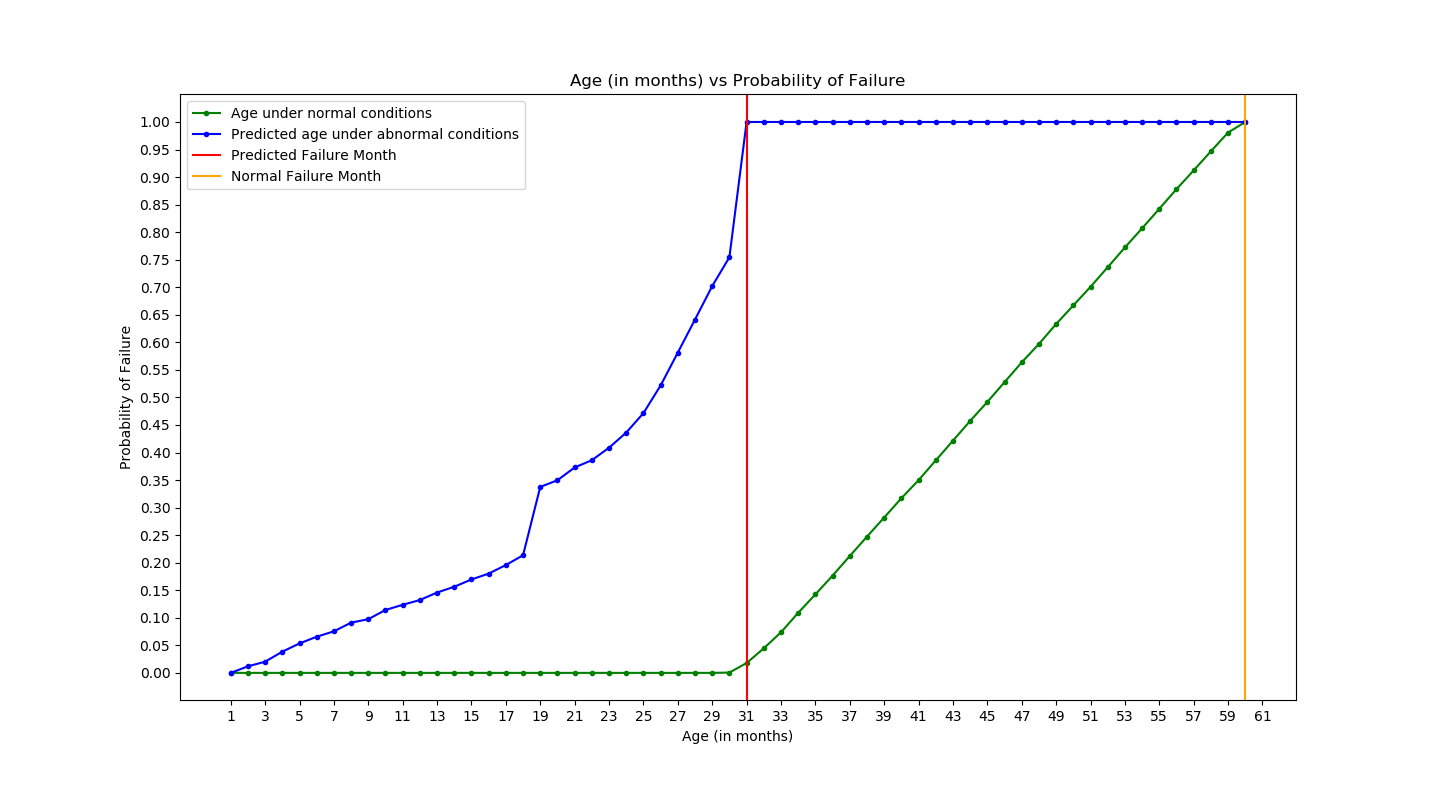 Age (in months) vs Probability of Failure
Age under normal conditions
Predicted age under abnormal conditions
Predicted Failure Month
Normal Failure Month
1.00
0.95
0.90
0.85
0.80
0.75
0.70
0.65
0.60
0.55
0.50
0.45
0.40
0.35
0.30
0.25
0.20
0.15
0.10
0.05
0.00
Probability of Failure
1 3 5 7 9 11 13 15 17 19 21 23 25 27 29 31 33 35 37 39 41 43 45 47 49 51 53 55 57 59 61
Age (in months)